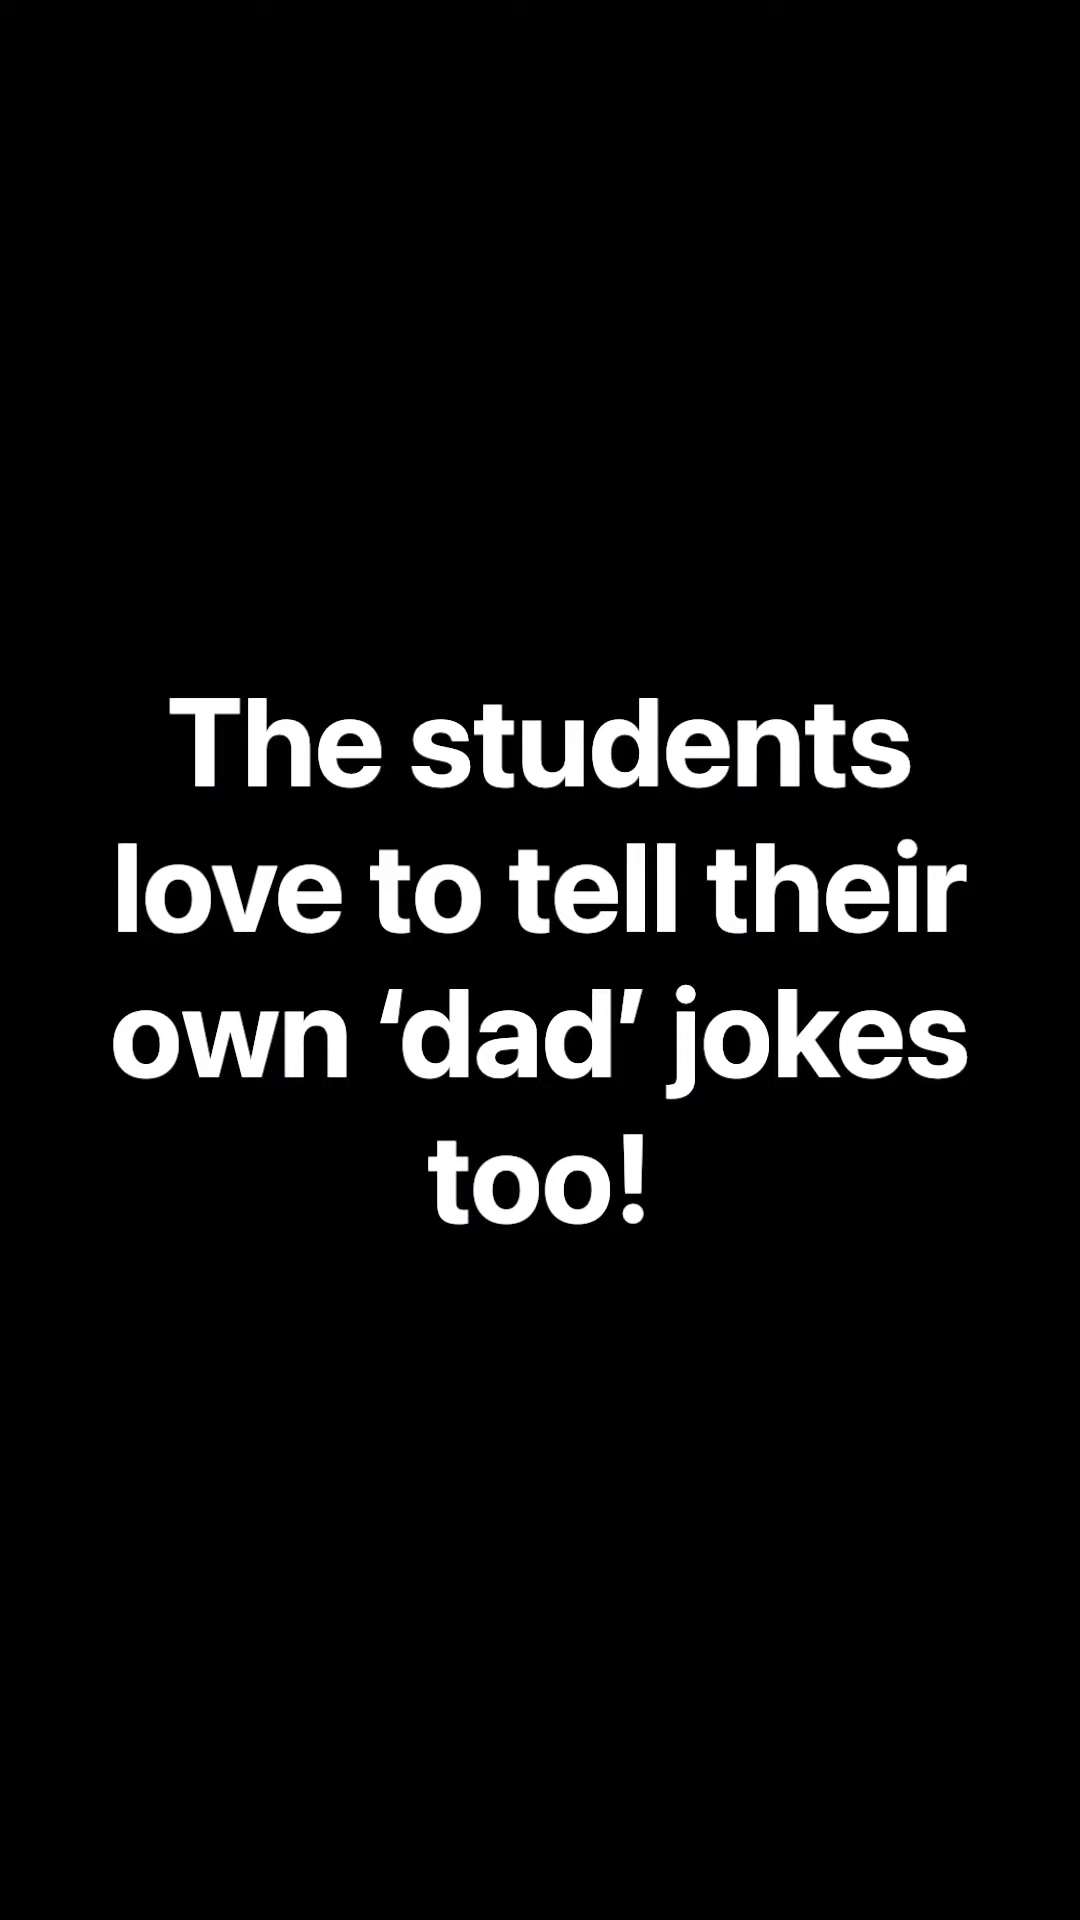 The students
love to tell their
own ‘dad’ jokes
too!